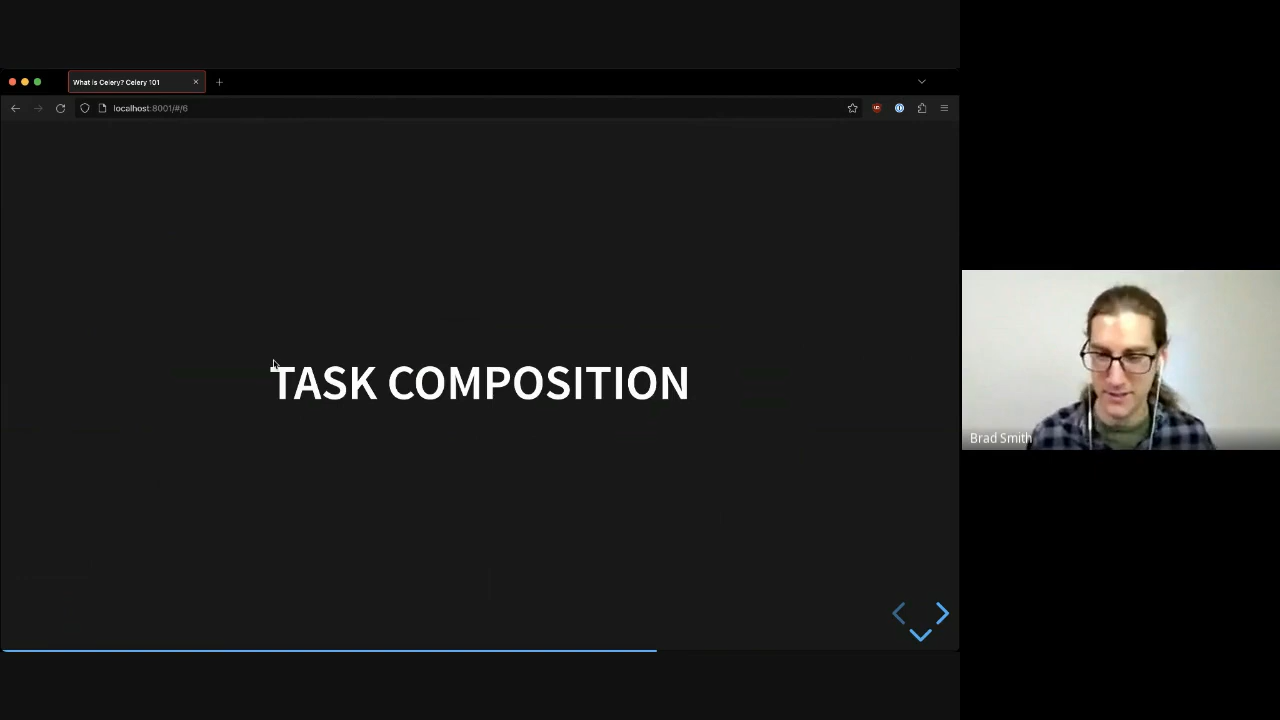 What is Celery? Celery 101
localhost:8001/#/6
TASK COMPOSITION
Brad Smith